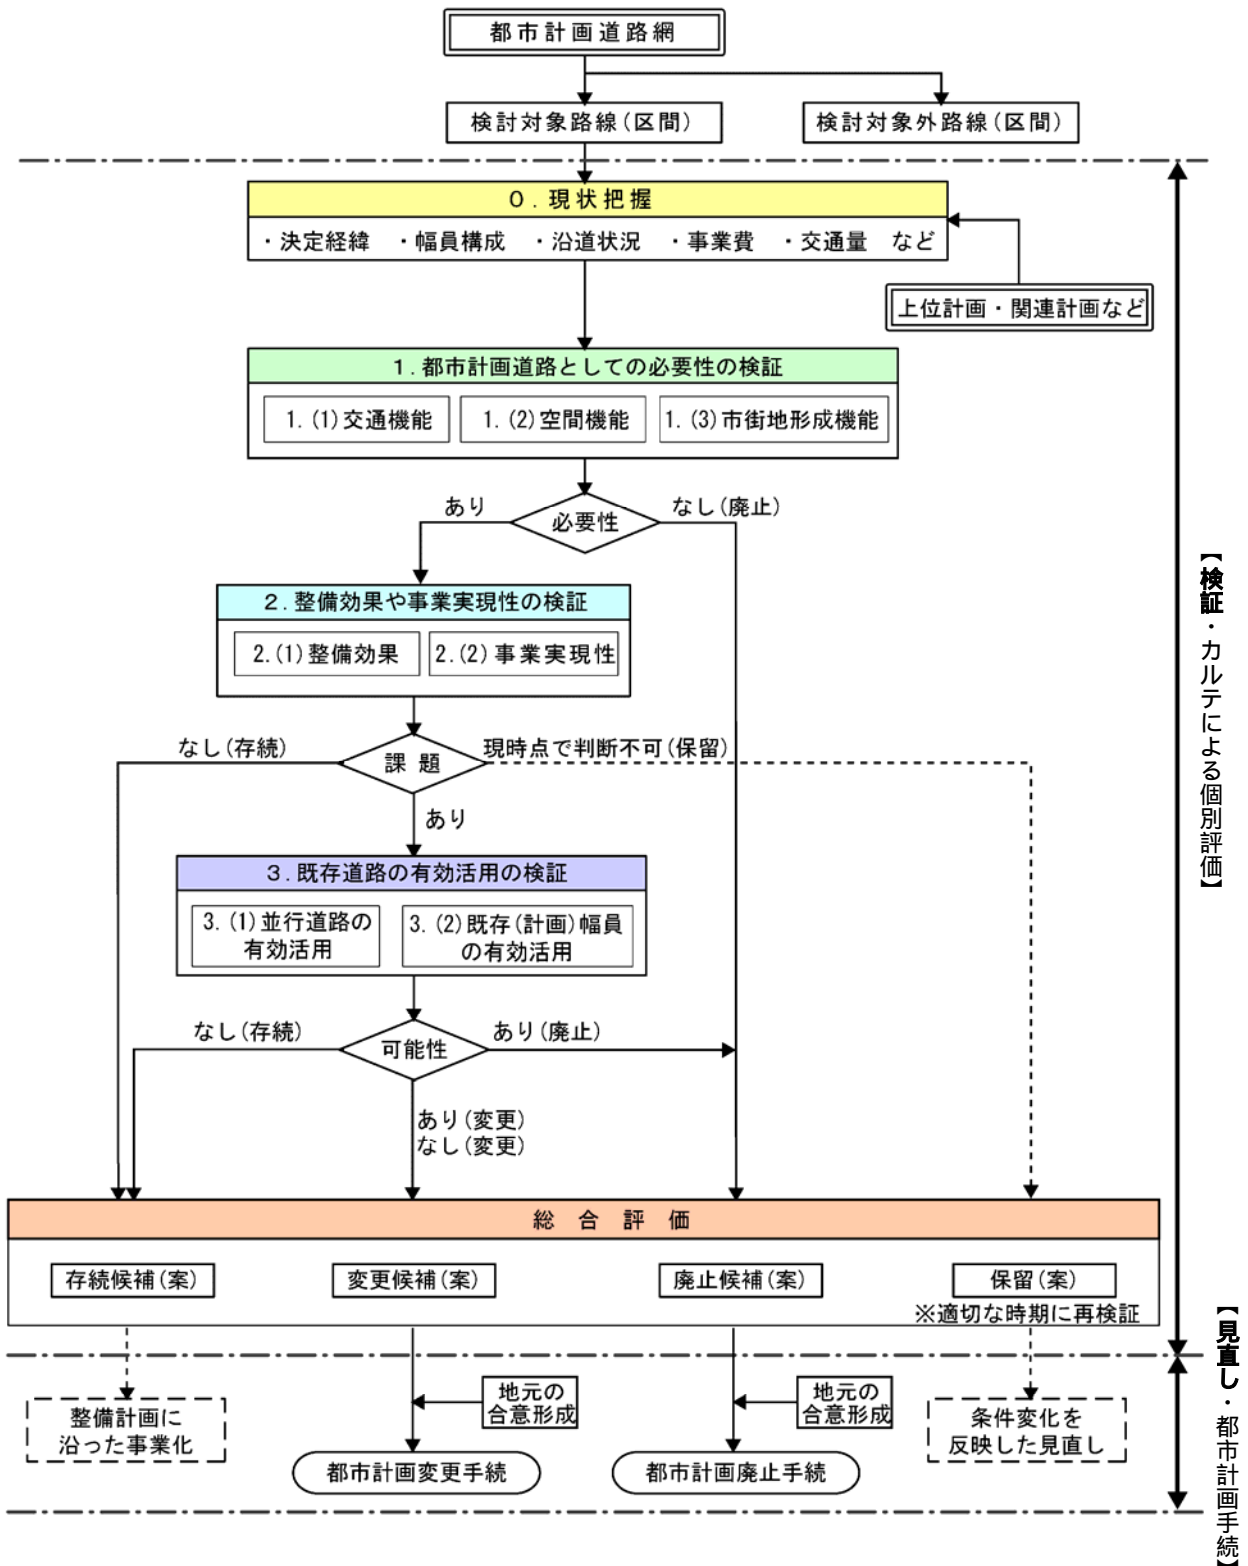 都市計画道路網
検討対象路線(区間)
検討対象外路線(区間)
0.現状把握
・決定経緯 ・幅員構成 ・沿道状況 ・事業費 ・交通量 など
上位計画・関連計画など
1.都市計画道路としての必要性の検証
1.(1)交通機能
1.(2)空間機能
1.(3)市街地形成機能
必要性
あり
なし(廃止)
2.整備効果や事業実現性の検証
2.(1)整備効果
2.(2)事業実現性
課題
なし(存続)
現時点で判断不可(保留)
あり
3.既存道路の有効活用の検証
3.(1)並行道路の
有効活用
3.(2)既存(計画)幅員
の有効活用
可能性
なし(存続)
あり(廃止)
あり(変更)
なし(変更)
総合評価
存続候補(案)
変更候補(案)
廃止候補(案)
保留(案)
※適切な時期に再検証
整備計画に
沿った事業化
地元の
合意形成
都市計画変更手続
地元の
合意形成
都市計画廃止手続
条件変化を
反映した見直し
【検証・カルテによる個別評価】
【見直し・都市計画手続】